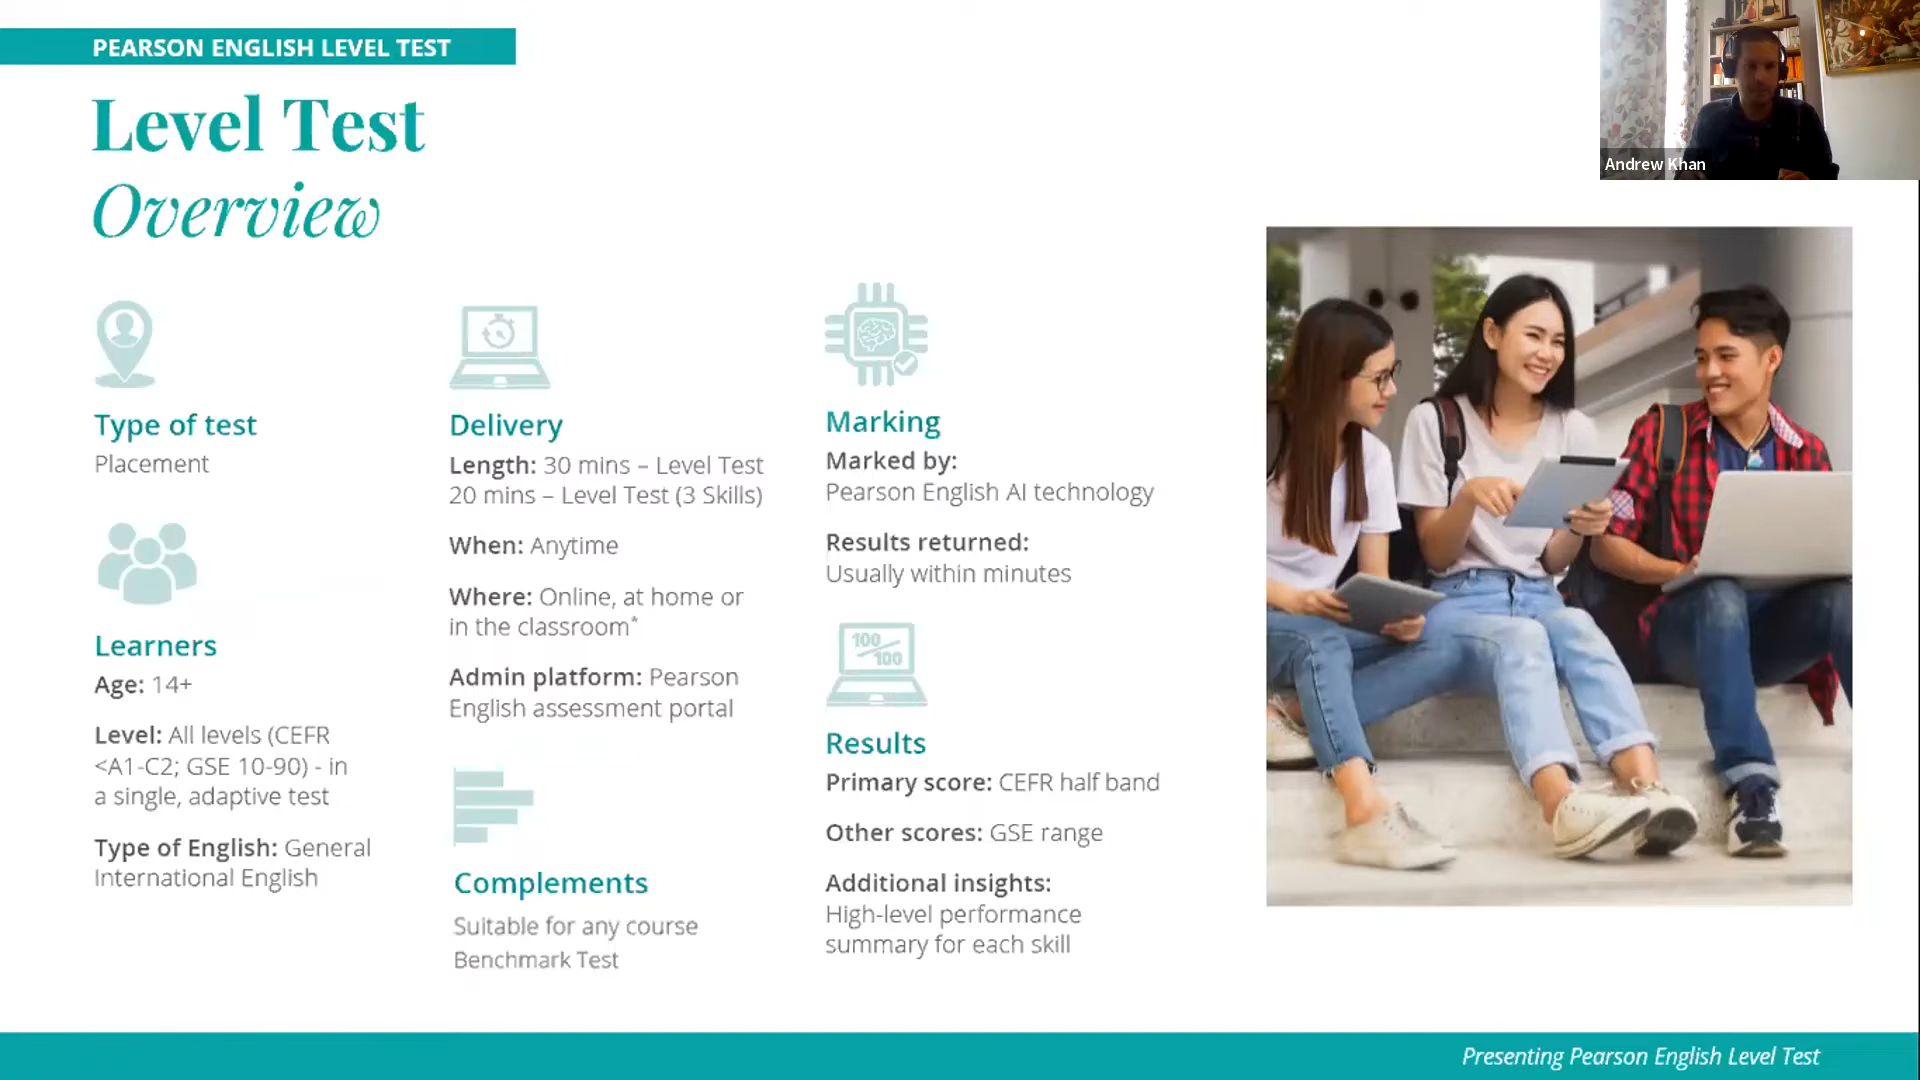 PEARSON ENGLISH LEVEL TEST
Level Test
Overview
Andrew Khan
Type of test
Placement
Learners
Age: 14+
Level: All levels (CEFR
<A1-C2; GSE 10-90) - in
a single, adaptive test
Type of English: General
International English
Delivery
Length: 30 mins – Level Test
20 mins – Level Test (3 Skills)
When: Anytime
Where: Online, at home or
in the classroom*
Admin platform: Pearson
English assessment portal
Complements
Suitable for any course
Benchmark Test
Marking
Marked by:
Pearson English AI technology
Results returned:
Usually within minutes
100
100
Results
Primary score: CEFR half band
Other scores: GSE range
Additional insights:
High-level performance
summary for each skill
Presenting Pearson English Level Test